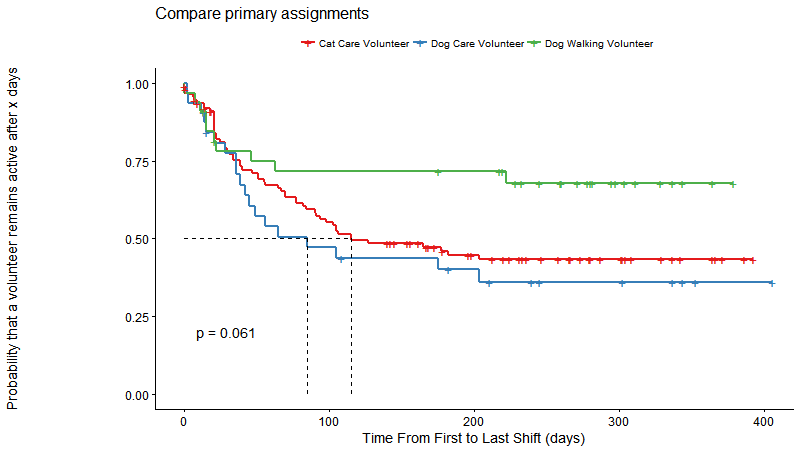 Compare primary assignments
Cat Care Volunteer Dog Care Volunteer Dog Walking Volunteer
Probability that a volunteer remains active after x days
1.00
0.75
0.50
0.25
0.00
p = 0.061
0 100 200 300 400
Time From First to Last Shift (days)